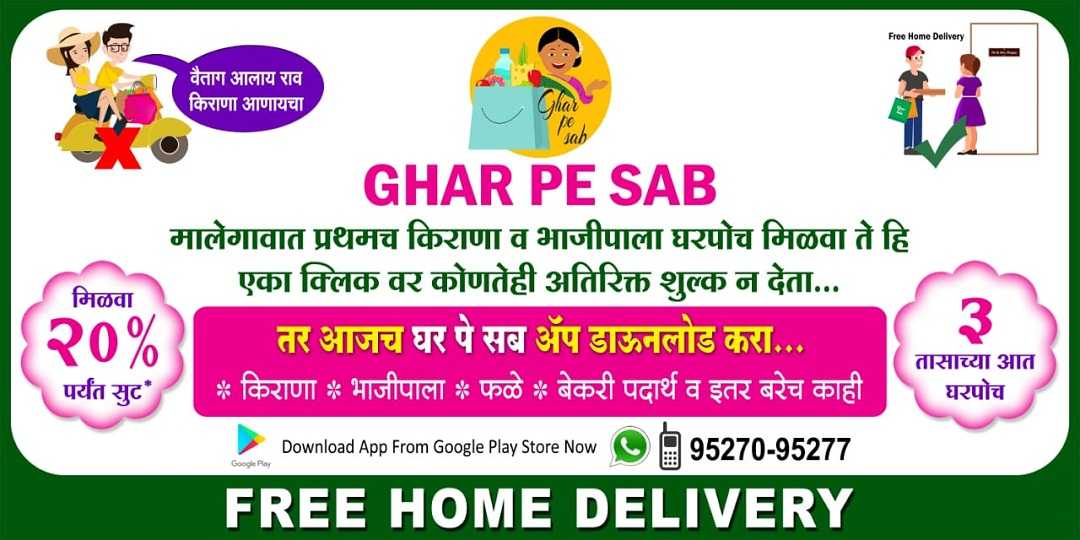 वैताग आलाय राव
किराणा आणायचा
Ghar
pe
sab
Free Home Delivery
GHAR PE SAB
मालेगावात प्रथमच किराणा व भाजीपाला घरपोच मिळवा ते हि
एका क्लिक वर कोणतेही अतिरिक्त शुल्क न देता...
मिळवा
२०%
पर्यंत सुट*
तर आजच घर पे सब ॲप डाऊनलोड करा...
* किराणा * भाजीपाला * फळे * बेकरी पदार्थ व इतर बरेच काही
३
तासाच्या आत
घरपोच
Google Play
Download App From Google Play Store Now
95270-95277
FREE HOME DELIVERY